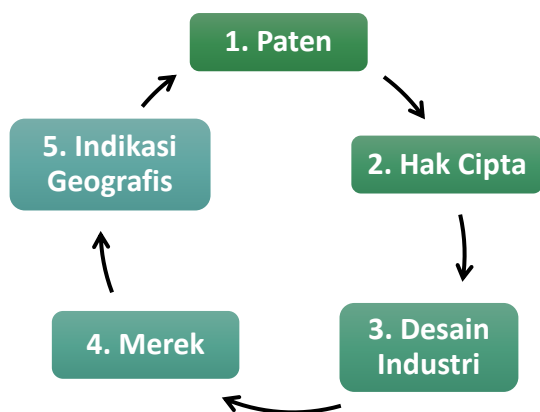 1. Paten
2. Hak Cipta
3. Desain
Industri
4. Merek
5. Indikasi
Geografis